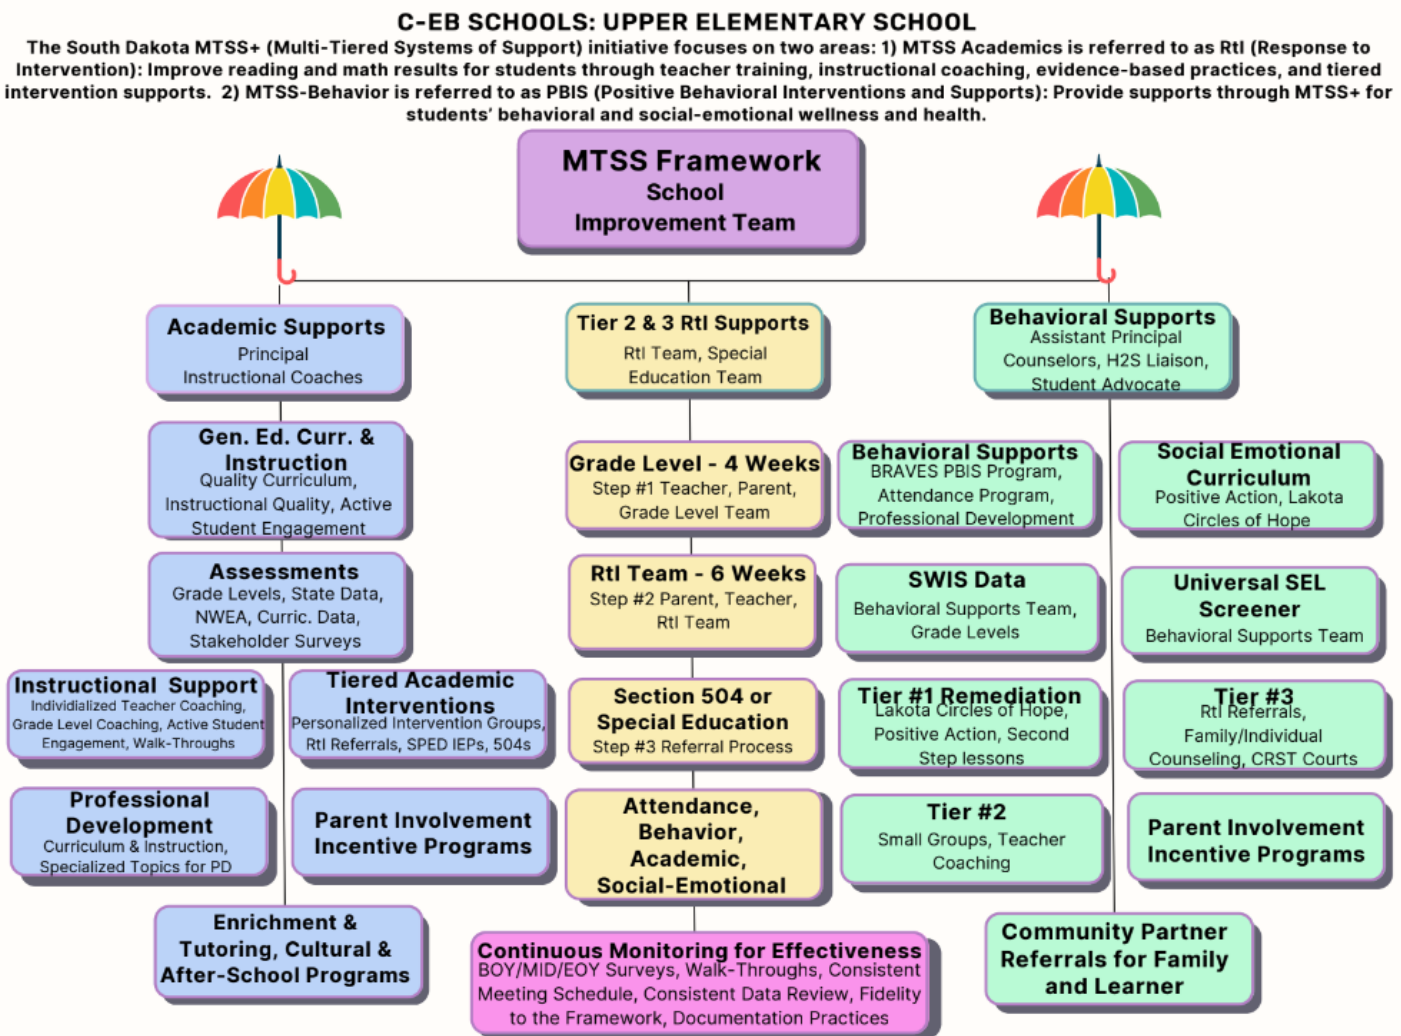 C-EB SCHOOLS: UPPER ELEMENTARY SCHOOL
The South Dakota MTSS+ (Multi-Tiered Systems of Support) initiative focuses on two areas: 1) MTSS Academics is referred to as RtI (Response to
Intervention): Improve reading and math results for students through teacher training, instructional coaching, evidence-based practices, and tiered
intervention supports.  2) MTSS-Behavior is referred to as PBIS (Positive Behavioral Interventions and Supports): Provide supports through MTSS+ for
students' behavioral and social-emotional wellness and health.
MTSS Framework
School
Improvement Team
Academic Supports
Principal
Instructional Coaches
Gen. Ed. Curr. &
Instruction
Quality Curriculum,
Instructional Quality, Active
Student Engagement
Assessments
Grade Levels, State Data,
NWEA, Curric. Data,
Stakeholder Surveys
Instructional  Support
Individialized Teacher Coaching,
Grade Level Coaching, Active Student
Engagement, Walk-Throughs
Tiered Academic
Interventions
Personalized Intervention Groups,
RtI Referrals, SPED IEPs, 504s
Professional
Development
Curriculum & Instruction,
Specialized Topics for PD
Parent Involvement
Incentive Programs
Enrichment &
Tutoring, Cultural &
After-School Programs
Tier 2 & 3 RtI Supports
RtI Team, Special
Education Team
Grade Level - 4 Weeks
Step #1 Teacher, Parent,
Grade Level Team
RtI Team - 6 Weeks
Step #2 Parent, Teacher,
RtI Team
Section 504 or
Special Education
Step #3 Referral Process
Attendance,
Behavior,
Academic,
Social-Emotional
Continuous Monitoring for Effectiveness
BOY/MID/EOY Surveys, Walk-Throughs, Consistent
Meeting Schedule, Consistent Data Review, Fidelity
to the Framework, Documentation Practices
Behavioral Supports
Assistant Principal
Counselors, H2S Liaison,
Student Advocate
Behavioral Supports
BRAVES PBIS Program,
Attendance Program,
Professional Development
Social Emotional
Curriculum
Positive Action, Lakota
Circles of Hope
SWIS Data
Behavioral Supports Team,
Grade Levels
Universal SEL
Screener
Behavioral Supports Team
Tier #1 Remediation
Lakota Circles of Hope,
Positive Action, Second
Step lessons
Tier #3
RtI Referrals,
Family/Individual
Counseling, CRST Courts
Tier #2
Small Groups, Teacher
Coaching
Parent Involvement
Incentive Programs
Community Partner
Referrals for Family
and Learner